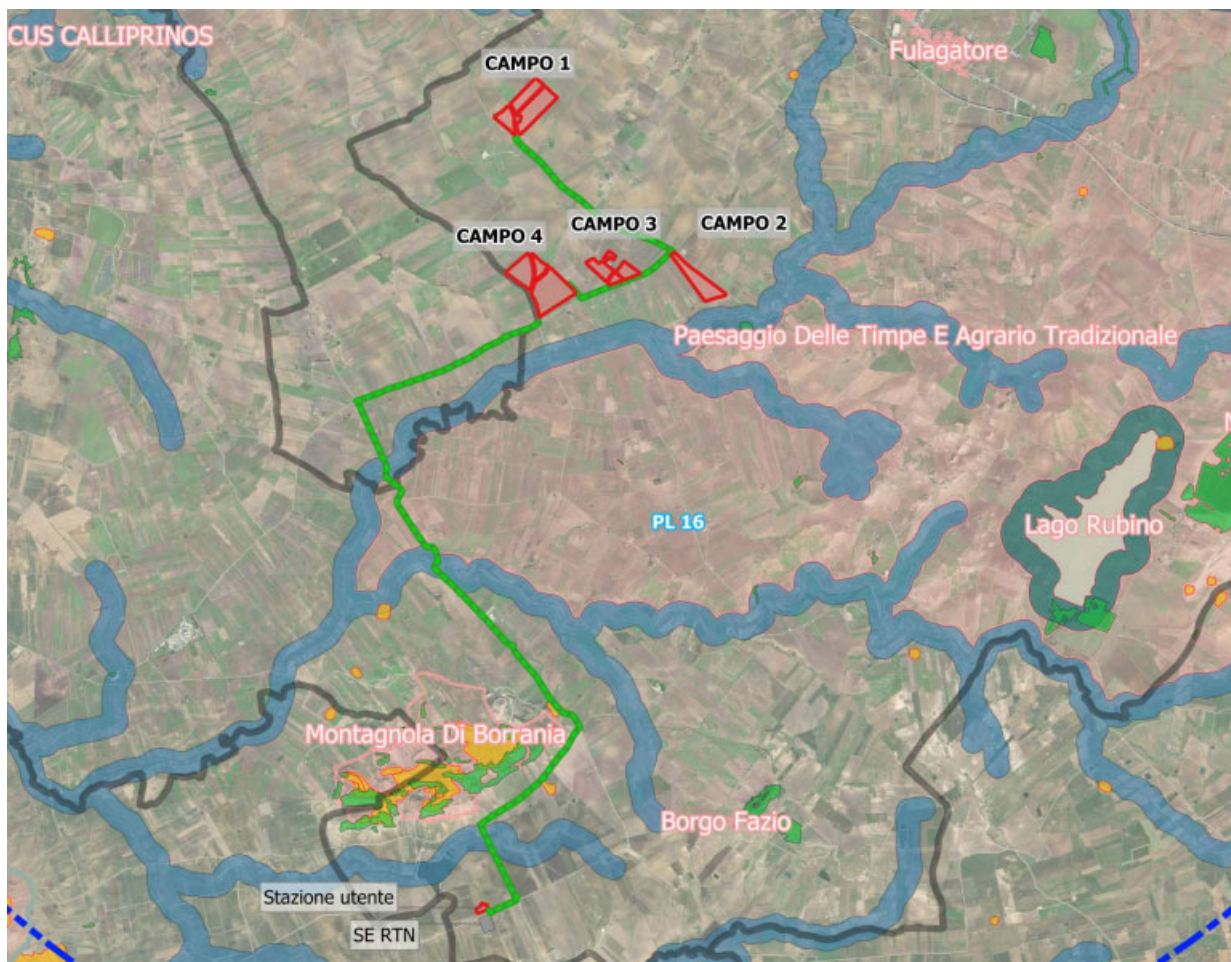 CUS CALLIPRINOS
Fulagatore
CAMPO 1
CAMPO 3
CAMPO 2
CAMPO 4
Paesaggio Delle Timpe E Agrario Tradizionale
PL 16
Lago Rubino
Montagnola Di Borrania
Borgo Fazio
Stazione utente
SE RTN